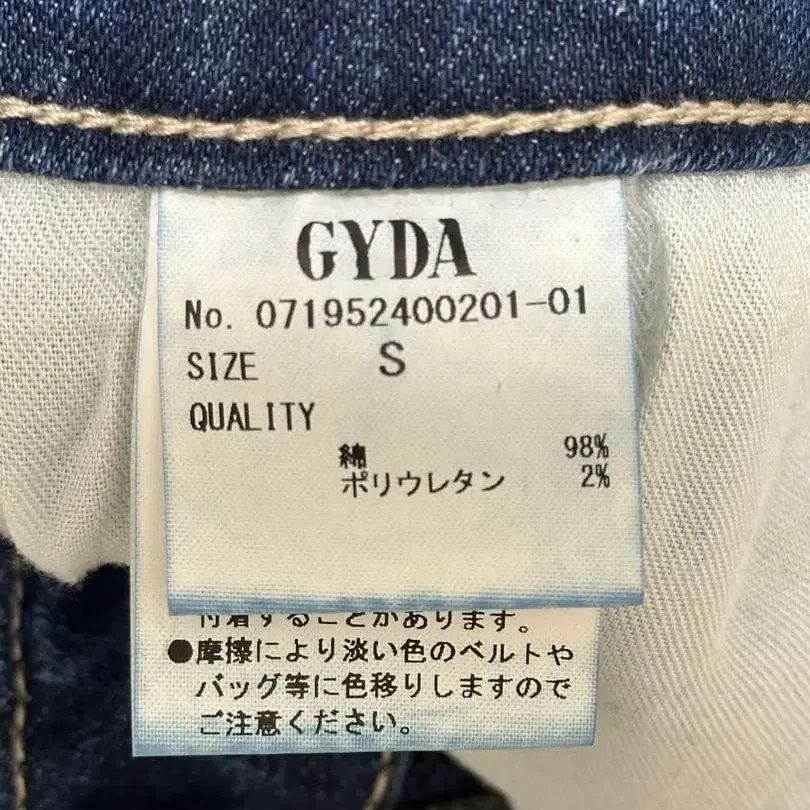 GYDA
No. 071952400201-01
SIZE S
QUALITY
綿 98%
ポリウレタン 2%
付着することがあります。
●摩擦により淡い色のベルトや
バッグ等に色移りしますので
ご注意ください。